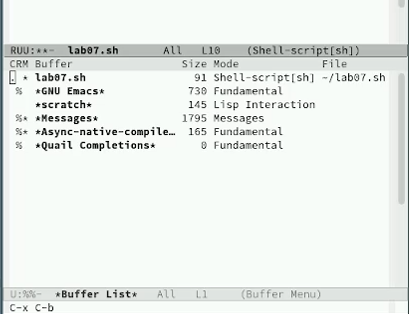 RUU:**-  lab07.sh      All   L10    (Shell-script[sh])
CRM Buffer                Size Mode             File
. * lab07.sh                91 Shell-script[sh] ~/lab07.sh
 %  *GNU Emacs*            730 Fundamental
    *scratch*              145 Lisp Interaction
 %* *Messages*            1795 Messages
 %* *Async-native-compile…  165 Fundamental
 %  *Quail Completions*      0 Fundamental
U:%%-  *Buffer List*   All   L1     (Buffer Menu)
C-x C-b